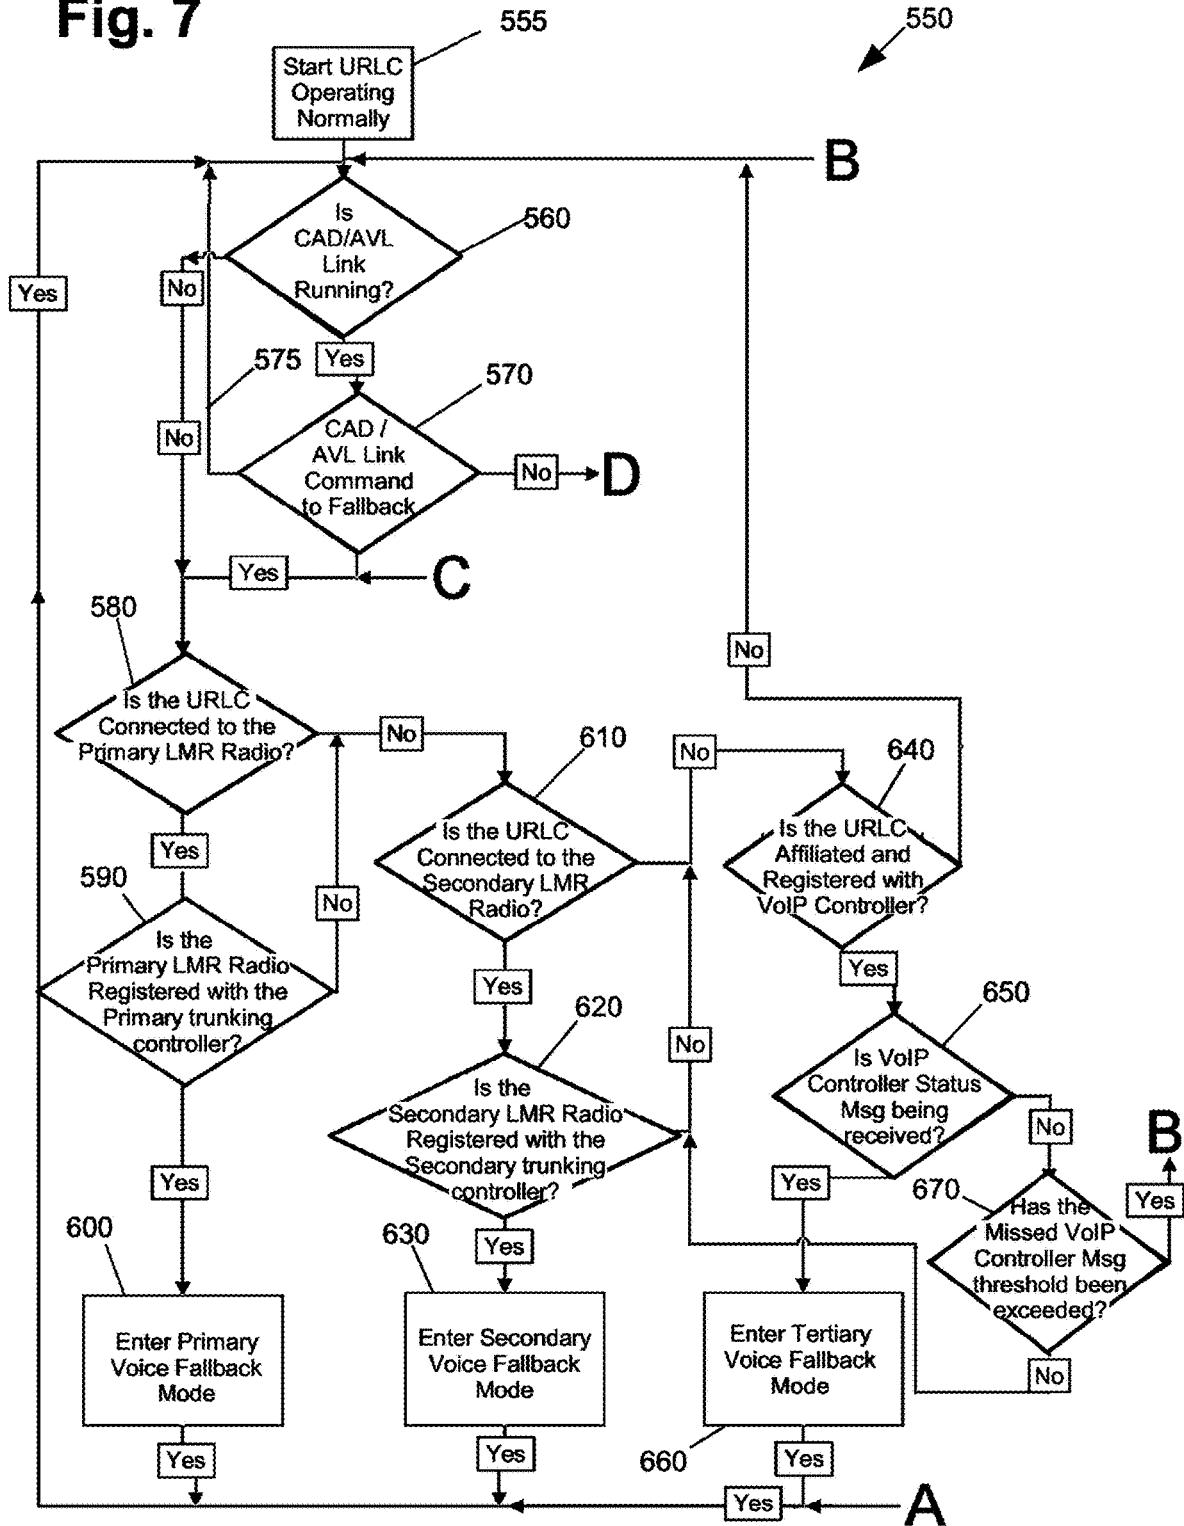 Fig. 7
555
550
Start URLC
Operating
Normally
B
Is
CAD/AVL
Link
Running?
560
No
Yes
Yes
575
570
No
CAD /
AVL Link
Command
to Fallback
No
D
Yes
C
580
No
Is the URLC
Connected to the
Primary LMR Radio?
No
610
No
640
Is the URLC
Connected to the
Secondary LMR
Radio?
Is the URLC
Affiliated and
Registered with
VoIP Controller?
Yes
590
No
Is the
Primary LMR Radio
Registered with the
Primary trunking
controller?
Yes
Yes
650
620
No
Is VoIP
Controller Status
Msg being
received?
Is the
Secondary LMR Radio
Registered with the
Secondary trunking
controller?
No
B
Yes
Yes
670
Yes
Has the
Missed VoIP
Controller Msg
threshold been
exceeded?
600
630
Yes
Enter Primary
Voice Fallback
Mode
Enter Secondary
Voice Fallback
Mode
Enter Tertiary
Voice Fallback
Mode
No
Yes
Yes
660
Yes
Yes
A